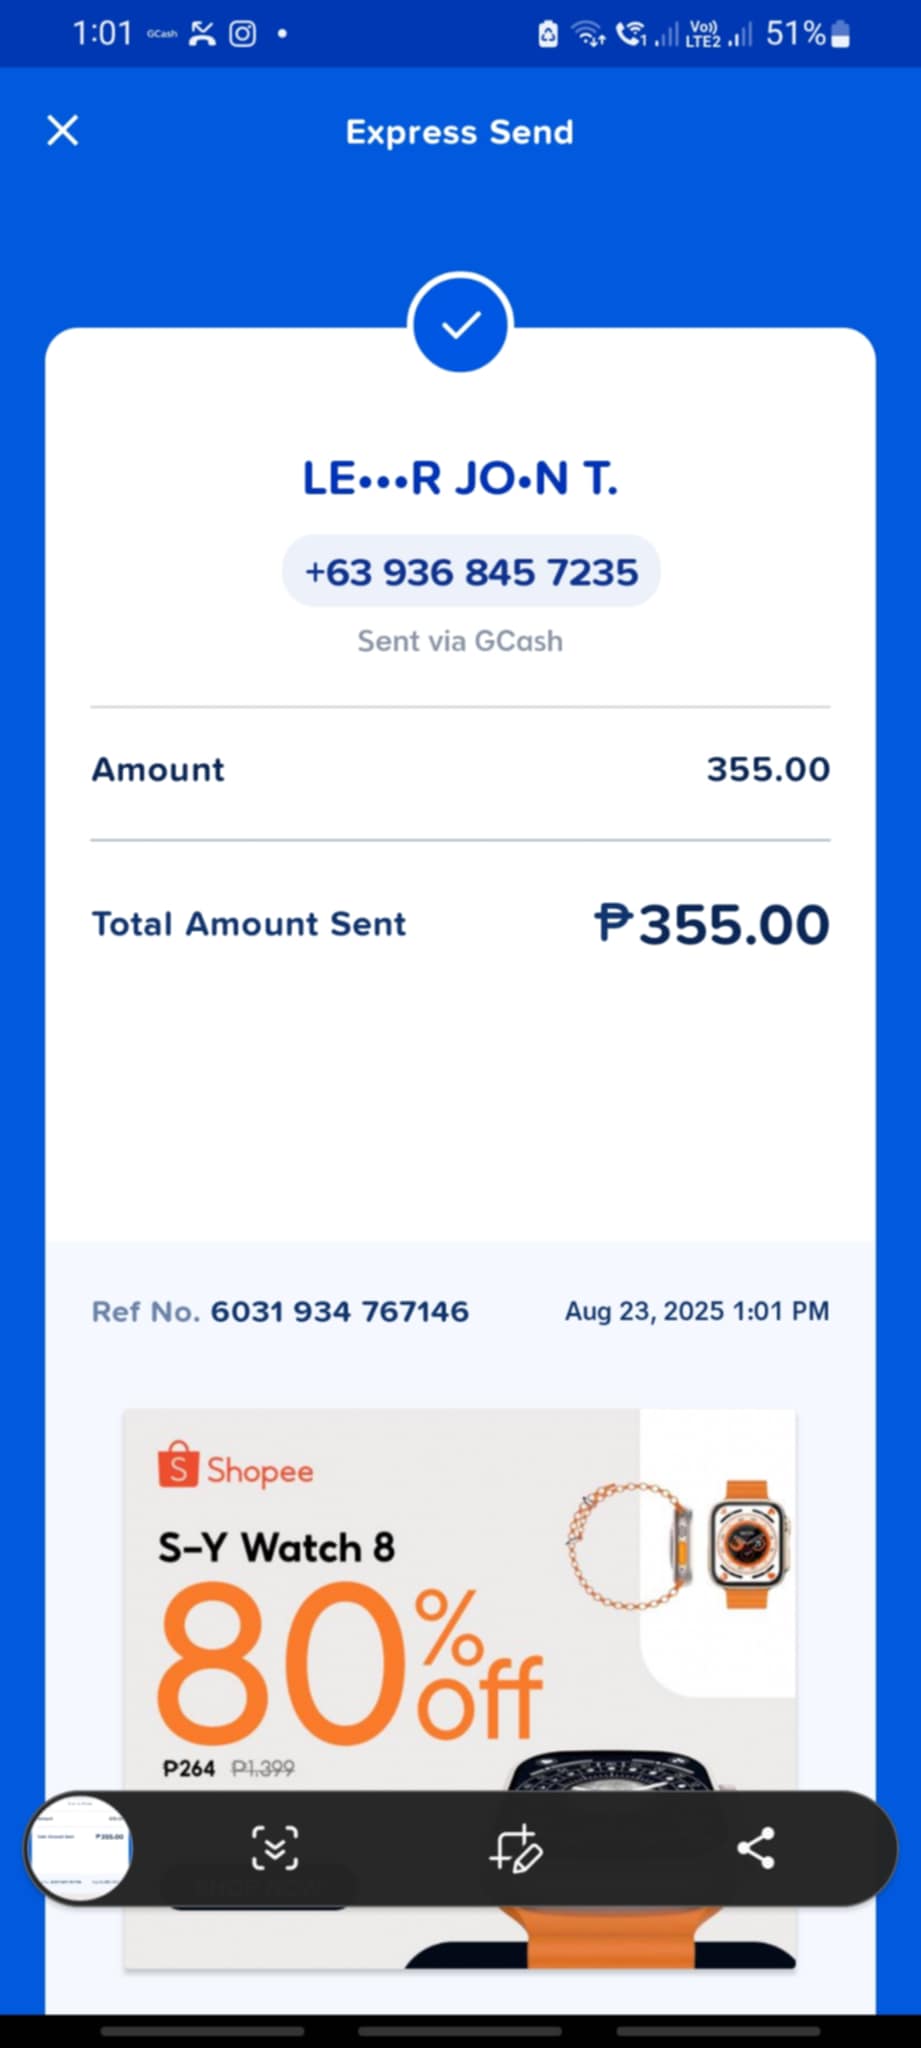 1:01 GCash Vo)) LTE2 51%
Express Send
LE•••R JO•N T.
+63 936 845 7235
Sent via GCash
Amount 355.00
Total Amount Sent ₱355.00
Ref No. 6031 934 767146 Aug 23, 2025 1:01 PM
Shopee
S-Y Watch 8
80% off
₱264 ₱1,399